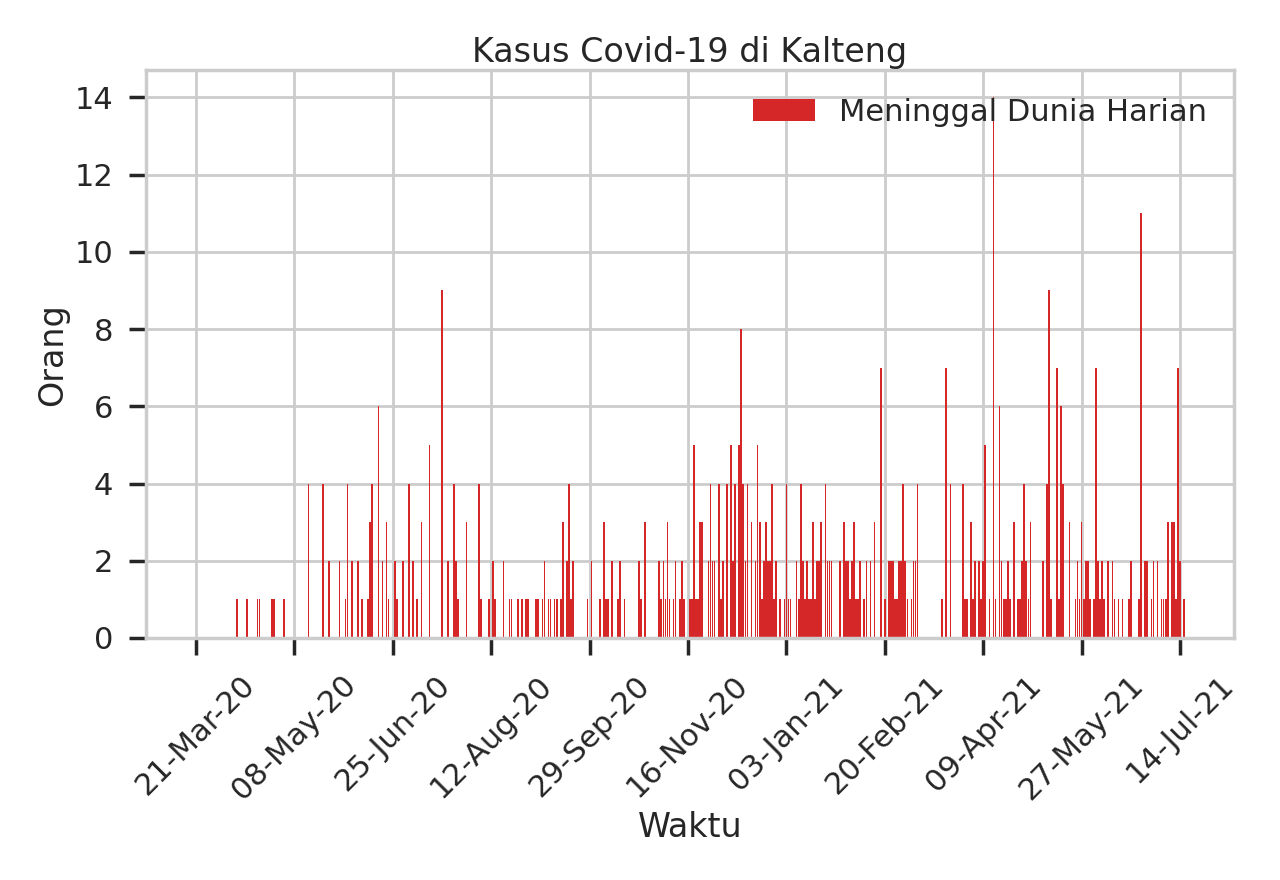 Kasus Covid-19 di Kalteng
Meninggal Dunia Harian
14
12
10
8
6
4
2
0
Orang
21-Mar-20
08-May-20
25-Jun-20
12-Aug-20
29-Sep-20
16-Nov-20
03-Jan-21
20-Feb-21
09-Apr-21
27-May-21
14-Jul-21
Waktu